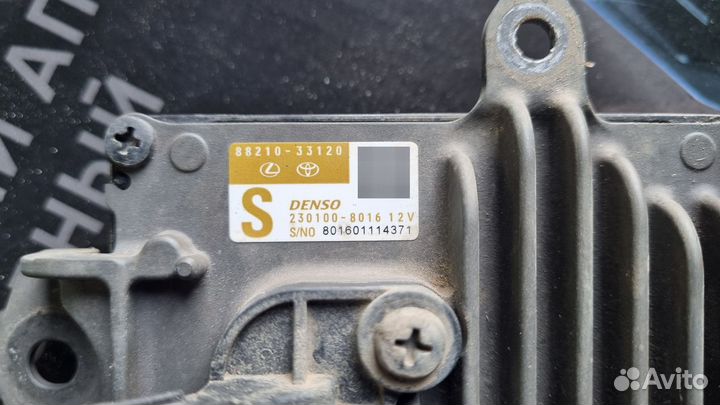 88210-33120
S
DENSO
230100-8016 12V
S/NO 801601114371
Avito